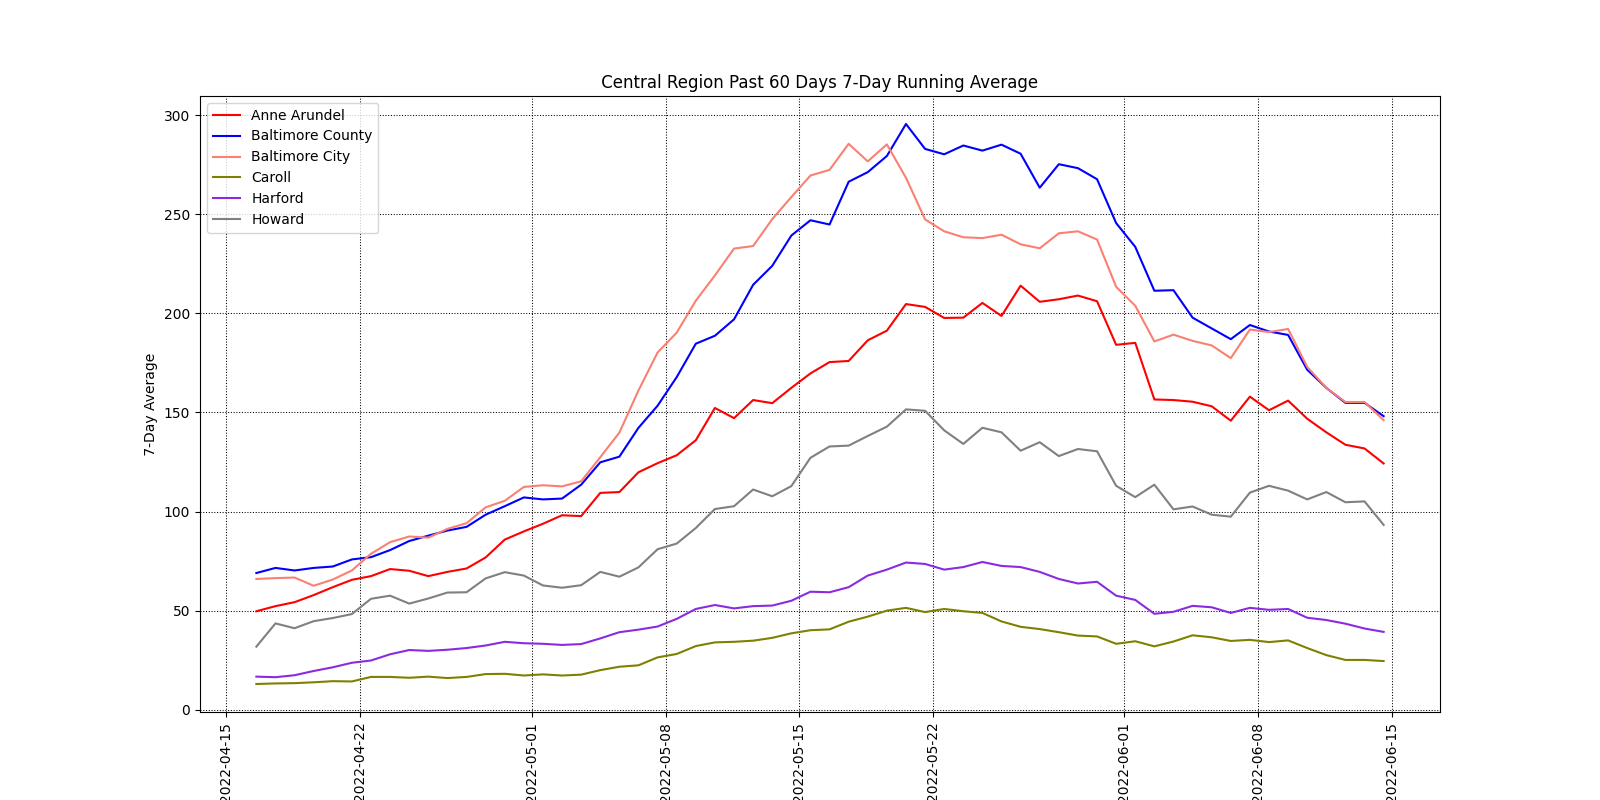 Central Region Past 60 Days 7-Day Running Average
Anne Arundel
Baltimore County
Baltimore City
Caroll
Harford
Howard
7-Day Average
300
250
200
150
100
50
0
2022-04-15
2022-04-22
2022-05-01
2022-05-08
2022-05-15
2022-05-22
2022-06-01
2022-06-08
2022-06-15